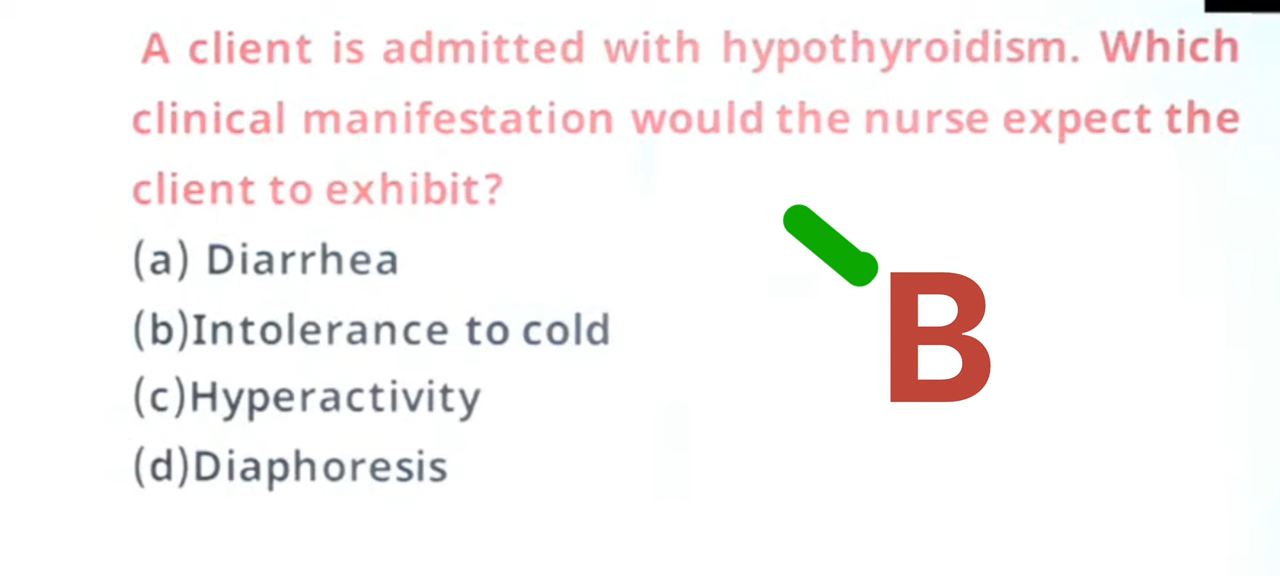 A client is admitted with hypothyroidism. Which
clinical manifestation would the nurse expect the
client to exhibit?
(a) Diarrhea
(b)Intolerance to cold
(c)Hyperactivity
(d)Diaphoresis
B